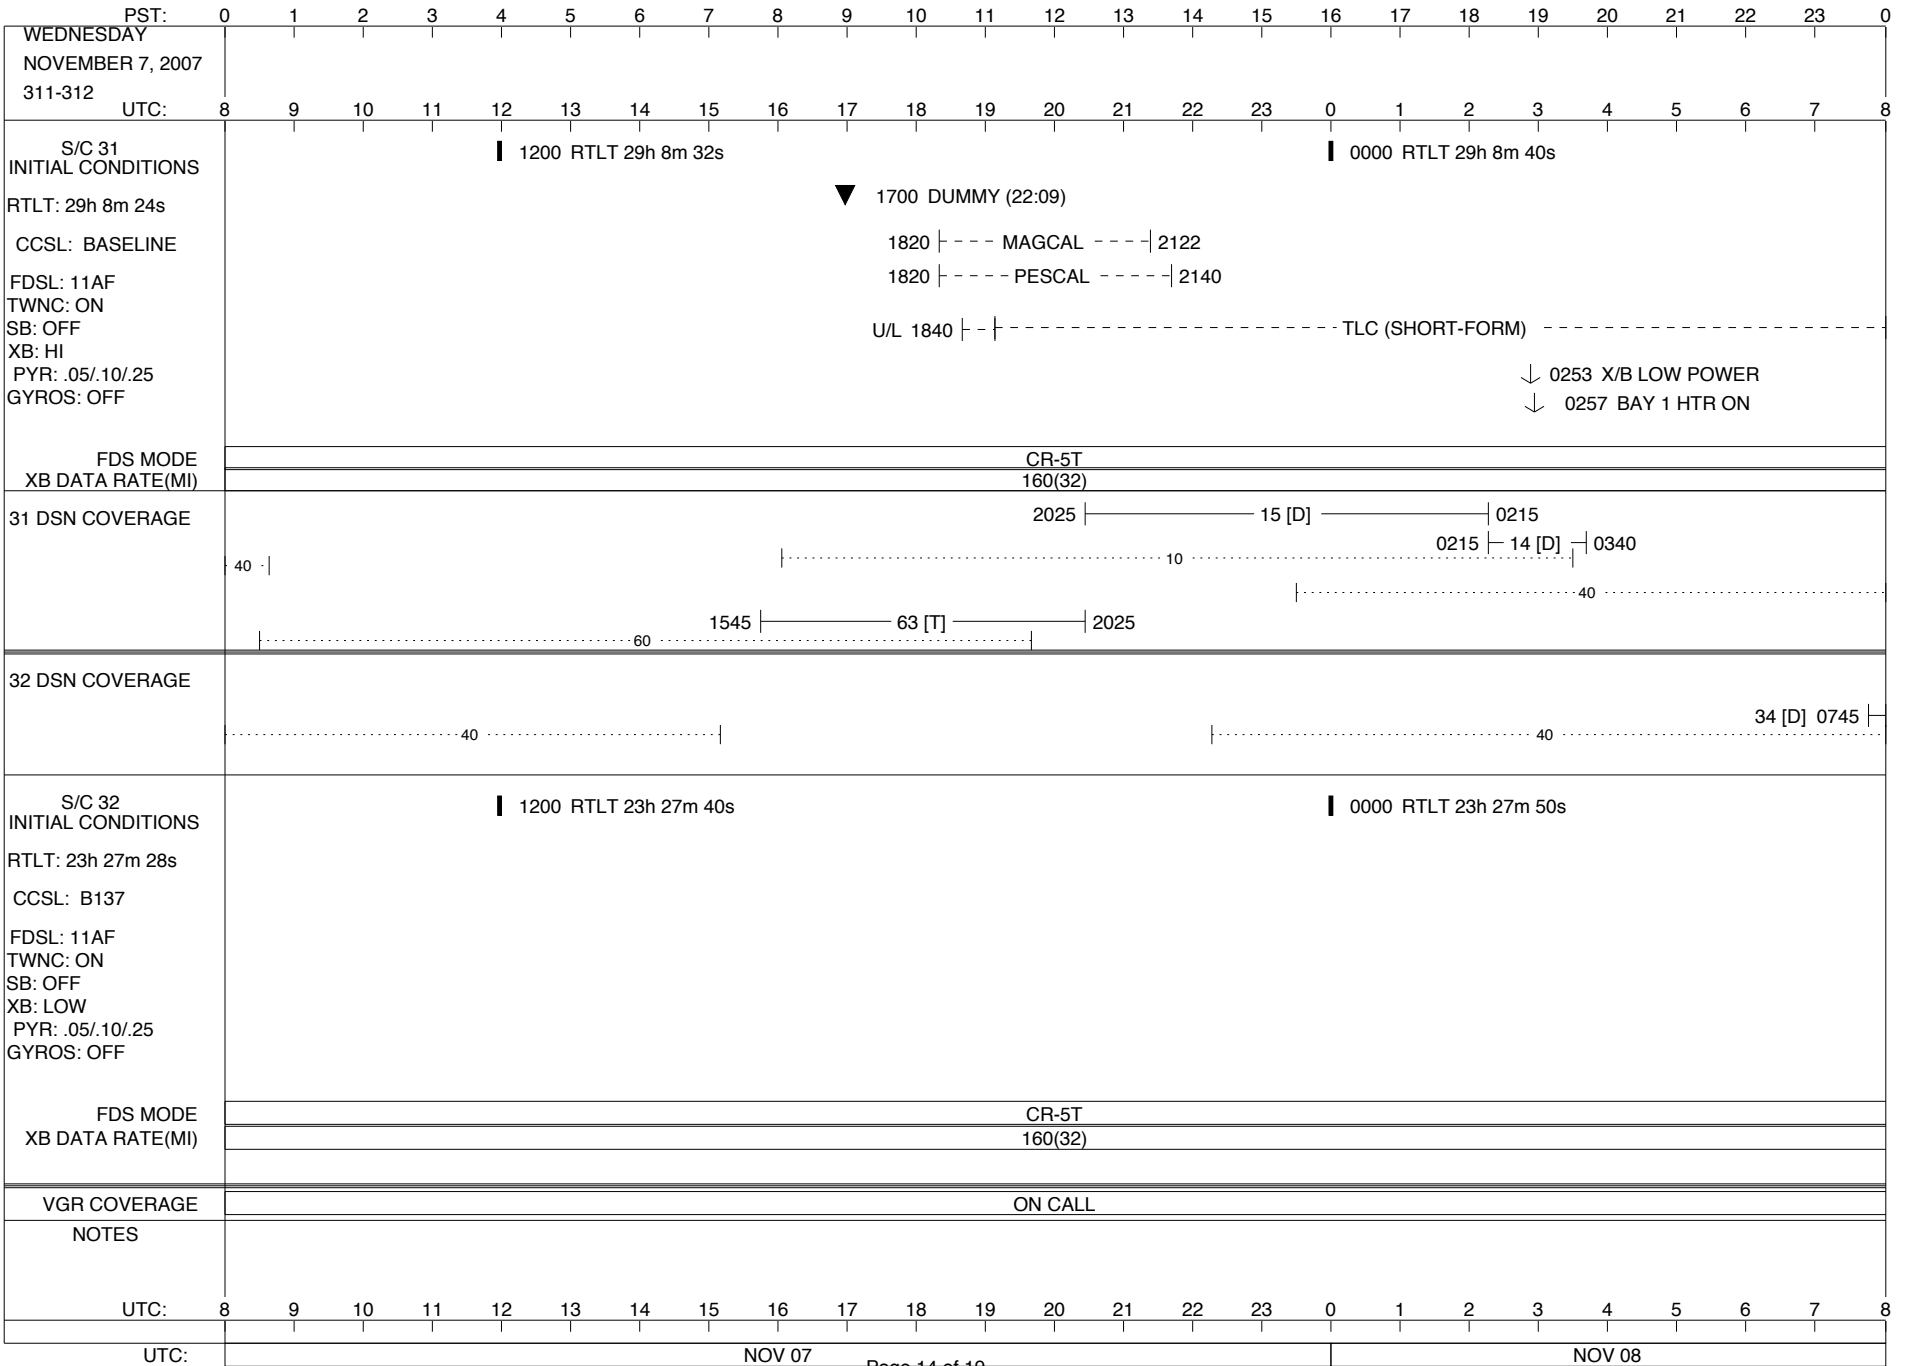 PST: 0 1 2 3 4 5 6 7 8 9 10 11 12 13 14 15 16 17 18 19 20 21 22 23 0
WEDNESDAY
NOVEMBER 7, 2007
311-312
UTC: 8 9 10 11 12 13 14 15 16 17 18 19 20 21 22 23 0 1 2 3 4 5 6 7 8
S/C 31
INITIAL CONDITIONS
1200 RTLT 29h 8m 32s
0000 RTLT 29h 8m 40s
RTLT: 29h 8m 24s
1700 DUMMY (22:09)
CCSL: BASELINE
1820 MAGCAL 2122
FDSL: 11AF
1820 PESCAL 2140
TWNC: ON
SB: OFF
U/L 1840 TLC (SHORT-FORM)
XB: HI
PYR: .05/.10/.25
0253 X/B LOW POWER
GYROS: OFF
0257 BAY 1 HTR ON
FDS MODE CR-5T
XB DATA RATE(MI) 160(32)
31 DSN COVERAGE
2025 15 [D] 0215
0215 14 [D] 0340
10
40
40
1545 63 [T] 2025
60
32 DSN COVERAGE
34 [D] 0745
40 40
S/C 32
INITIAL CONDITIONS
1200 RTLT 23h 27m 40s
0000 RTLT 23h 27m 50s
RTLT: 23h 27m 28s
CCSL: B137
FDSL: 11AF
TWNC: ON
SB: OFF
XB: LOW
PYR: .05/.10/.25
GYROS: OFF
FDS MODE CR-5T
XB DATA RATE(MI) 160(32)
VGR COVERAGE ON CALL
NOTES
UTC: 8 9 10 11 12 13 14 15 16 17 18 19 20 21 22 23 0 1 2 3 4 5 6 7 8
UTC: NOV 07 NOV 08
Page 14 of 19